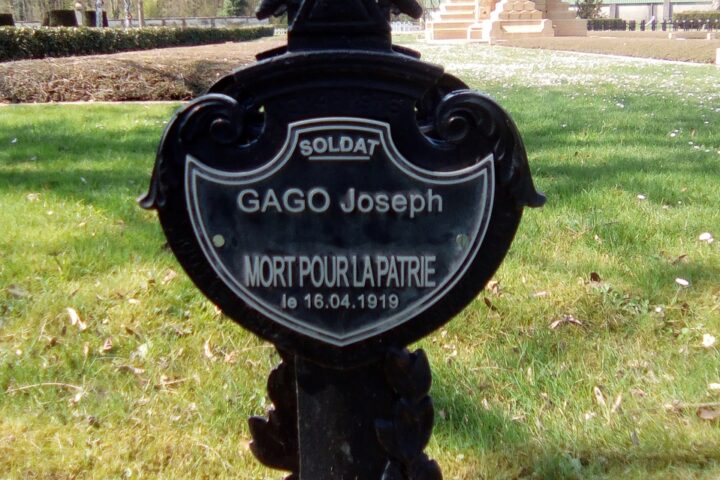 SOLDAT
GAGO Joseph
MORT POUR LA PATRIE
le 16.04.1919